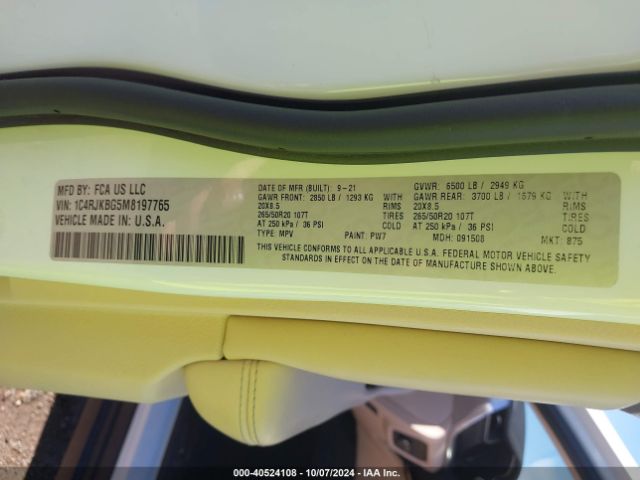 MFD BY: FCA US LLC
VIN: 1C4RJKBG5M8197765
VEHICLE MADE IN: U.S.A.
DATE OF MFR (BUILT): 9-21 GVWR: 6500 LB / 2949 KG
GAWR FRONT: 2850 LB / 1293 KG WITH GAWR REAR: 3700 LB / 1679 KG WITH
20X8.5 RIMS 20X8.5 RIMS
265/50R20 107T TIRES 265/50R20 107T TIRES
AT 250 kPa / 36 PSI COLD AT 250 kPa / 36 PSI COLD
TYPE: MPV PAINT: PW7 MDH: 091508 MKT: 875
THIS VEHICLE CONFORMS TO ALL APPLICABLE U.S.A. FEDERAL MOTOR VEHICLE SAFETY
STANDARDS IN EFFECT ON THE DATE OF MANUFACTURE SHOWN ABOVE.
000-40524108 - 10/07/2024 - IAA Inc.